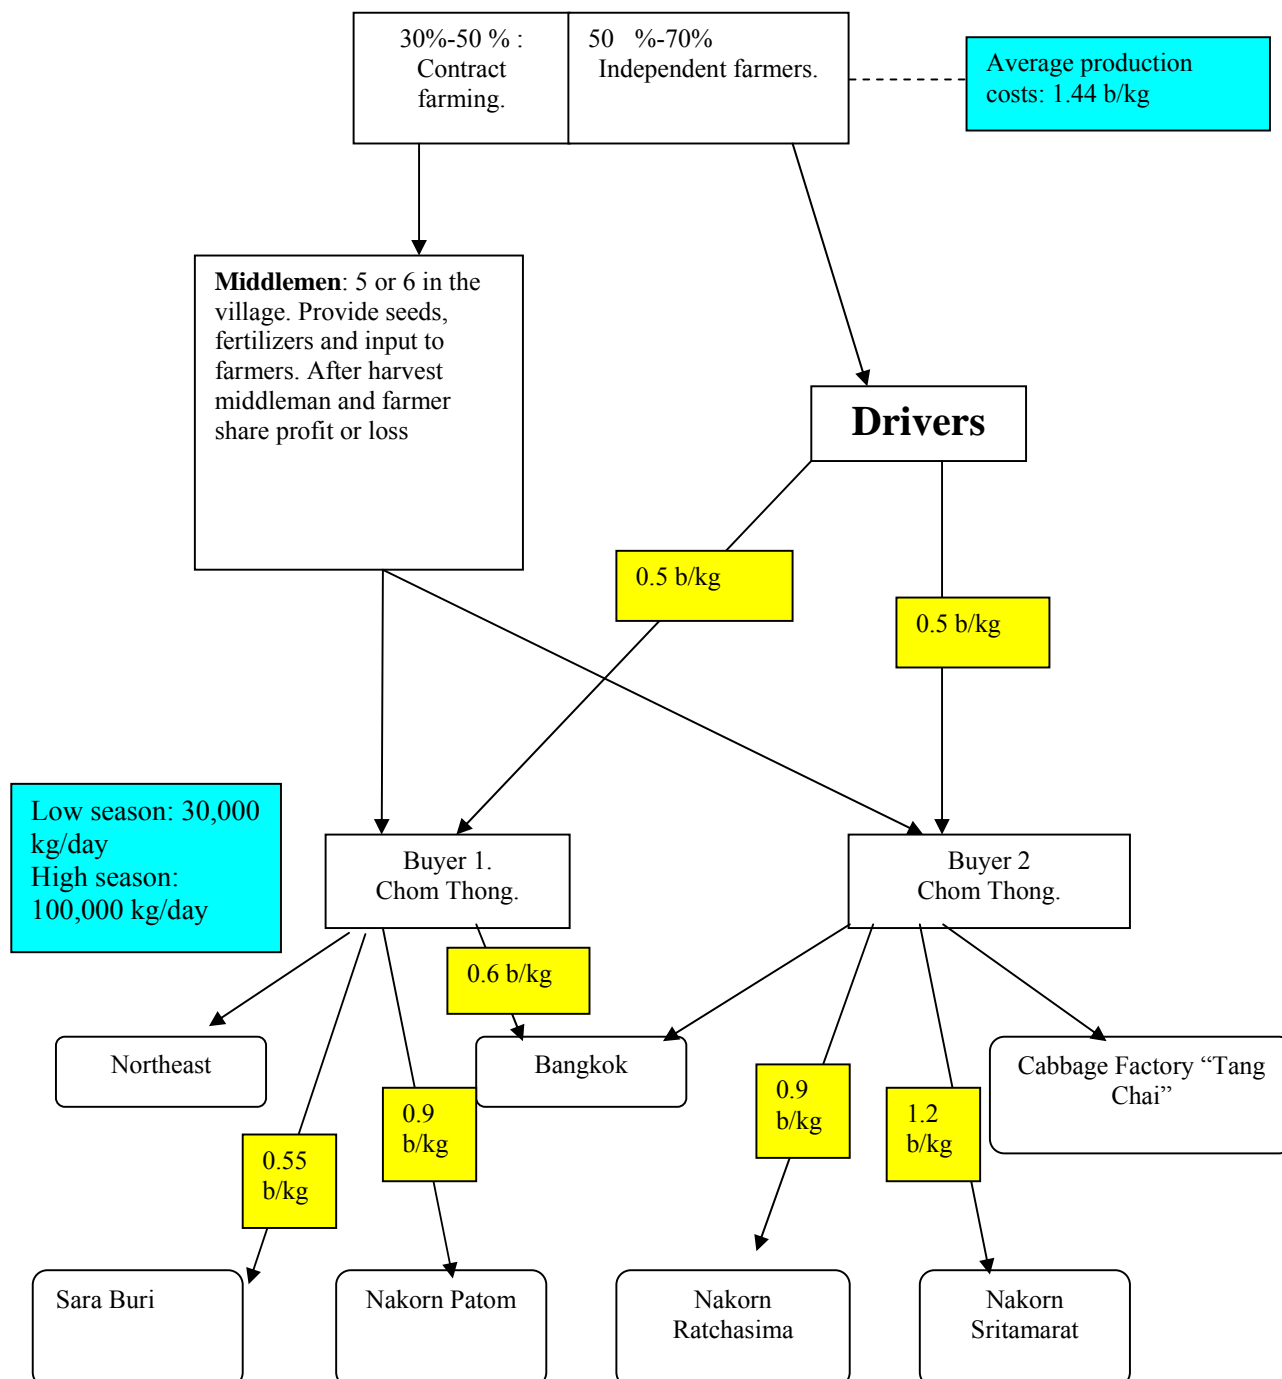 30%-50 % :
Contract
farming.
50 %-70%
Independent farmers.
Average production
costs: 1.44 b/kg
Middlemen: 5 or 6 in the
village. Provide seeds,
fertilizers and input to
farmers. After harvest
middleman and farmer
share profit or loss
Drivers
0.5 b/kg
0.5 b/kg
Low season: 30,000
kg/day
High season:
100,000 kg/day
Buyer 1.
Chom Thong.
Buyer 2
Chom Thong.
0.6 b/kg
Northeast
Bangkok
Cabbage Factory “Tang
Chai”
0.9
b/kg
0.9
b/kg
1.2
b/kg
0.55
b/kg
Sara Buri
Nakorn Patom
Nakorn
Ratchasima
Nakorn
Sritamarat